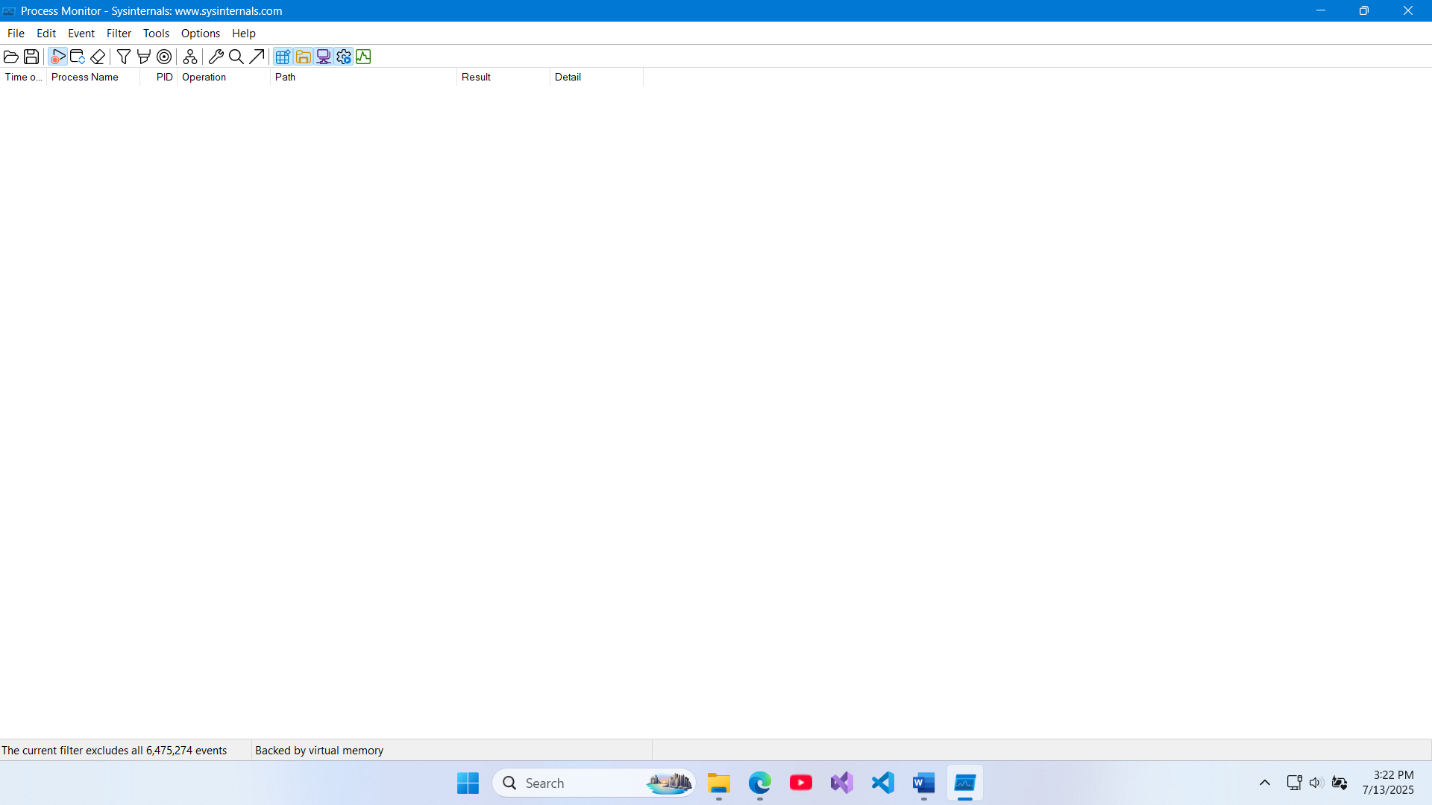 Process Monitor - Sysinternals: www.sysinternals.com
File Edit Event Filter Tools Options Help
Time o... Process Name PID Operation Path Result Detail
The current filter excludes all 6,475,274 events Backed by virtual memory
Search
3:22 PM
7/13/2025